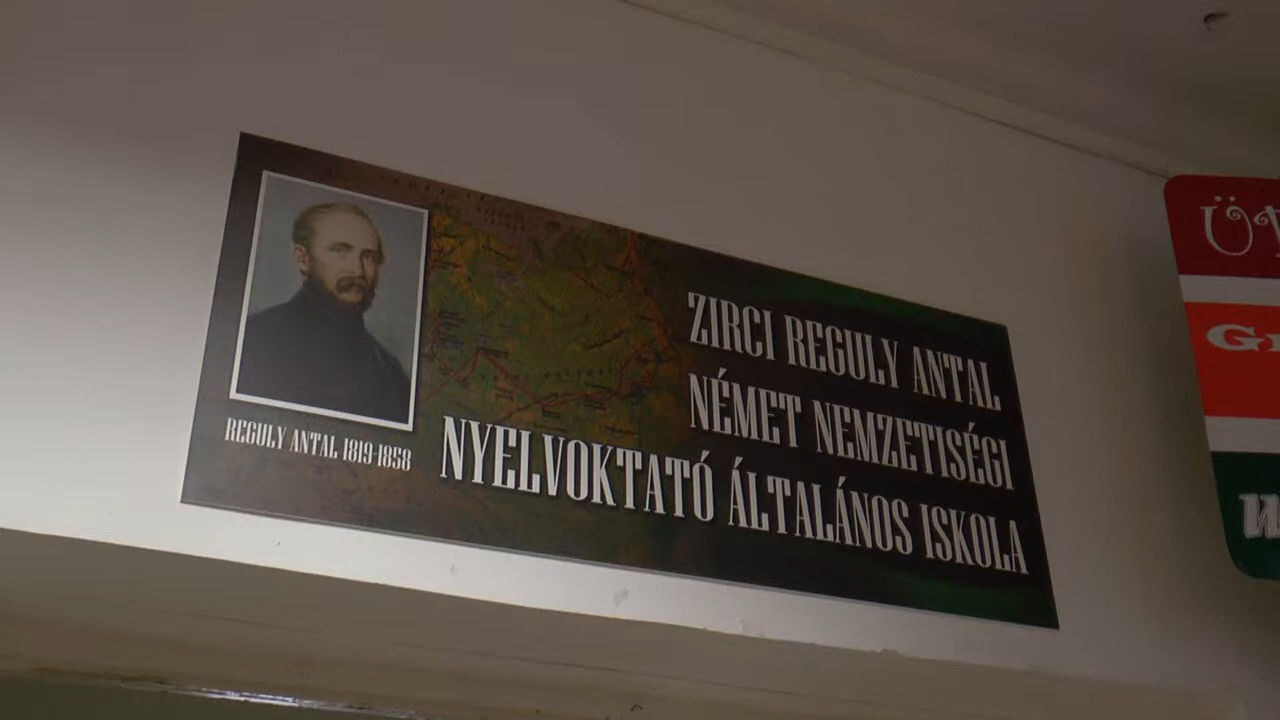 ZIRCI REGULY ANTAL
NÉMET NEMZETISÉGI
NYELVOKTATÓ ÁLTALÁNOS ISKOLA
REGULY ANTAL 1819-1858